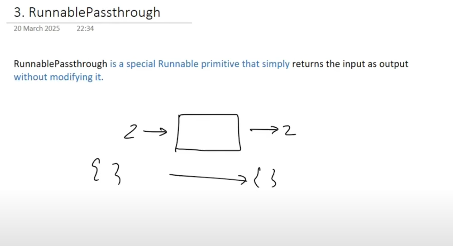 3. RunnablePassthrough
20 March 2025 22:34
RunnablePassthrough is a special Runnable primitive that simply returns the input as output
without modifying it.
2 → → 2
{ } → { }